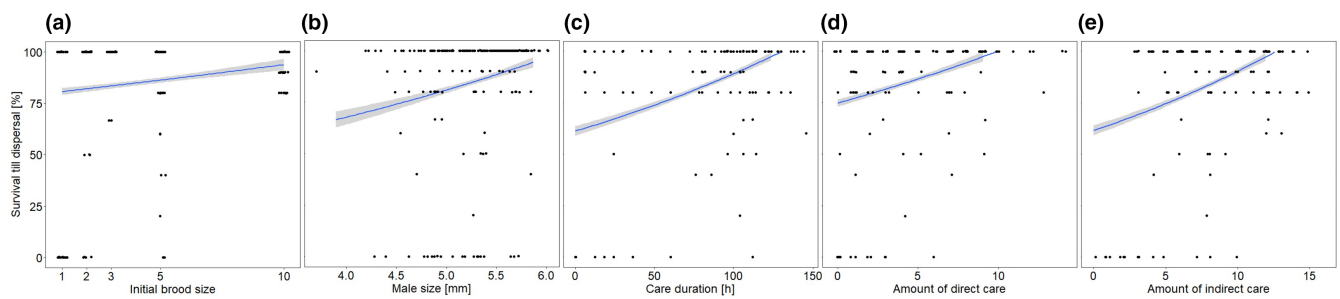 (a) (b) (c) (d) (e)
Survival till dispersal [%]
100
75
50
25
0
1 2 3 5 10
Initial brood size
4.0 4.5 5.0 5.5 6.0
Male size [mm]
0 50 100 150
Care duration [h]
0 5 10
Amount of direct care
0 5 10 15
Amount of indirect care